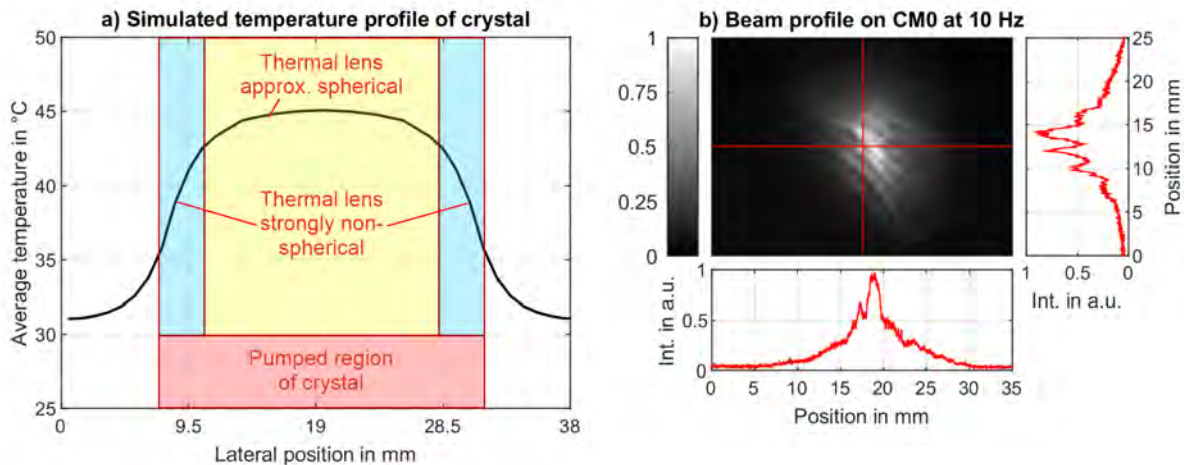 a) Simulated temperature profile of crystal
50
45
40
35
30
25
Average temperature in °C
Thermal lens
approx. spherical
Thermal lens
strongly non-
spherical
Pumped region
of crystal
0
9.5
19
28.5
38
Lateral position in mm
b) Beam profile on CM0 at 10 Hz
1
0.75
0.5
0.25
0
25
20
15
10
5
0
Position in mm
1
0.5
0
Int. in a.u.
1
0.5
0
Int. in a.u.
0
5
10
15
20
25
30
35
Position in mm